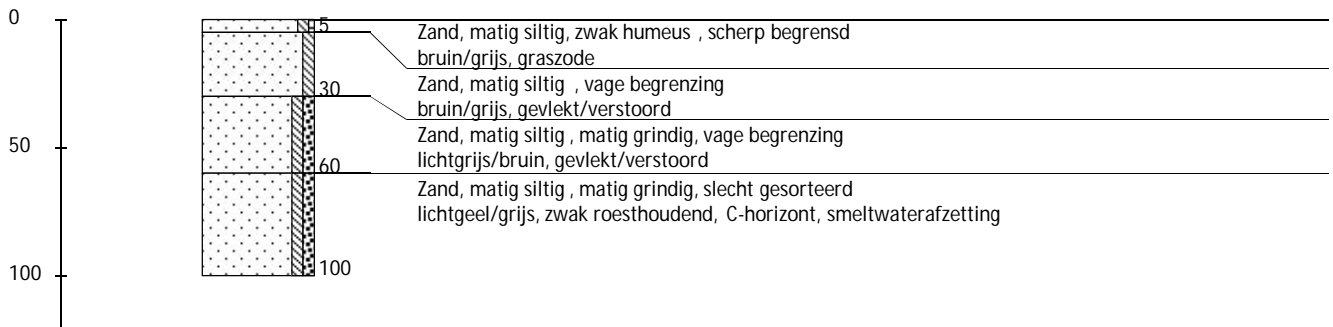 0
5
Zand, matig siltig, zwak humeus , scherp begrensd
bruin/grijs, graszode
Zand, matig siltig , vage begrenzing
30
bruin/grijs, gevlekt/verstoord
Zand, matig siltig , matig grindig, vage begrenzing
50
lichtgrijs/bruin, gevlekt/verstoord
60
Zand, matig siltig , matig grindig, slecht gesorteerd
lichtgeel/grijs, zwak roesthoudend, C-horizont, smeltwaterafzetting
100
100